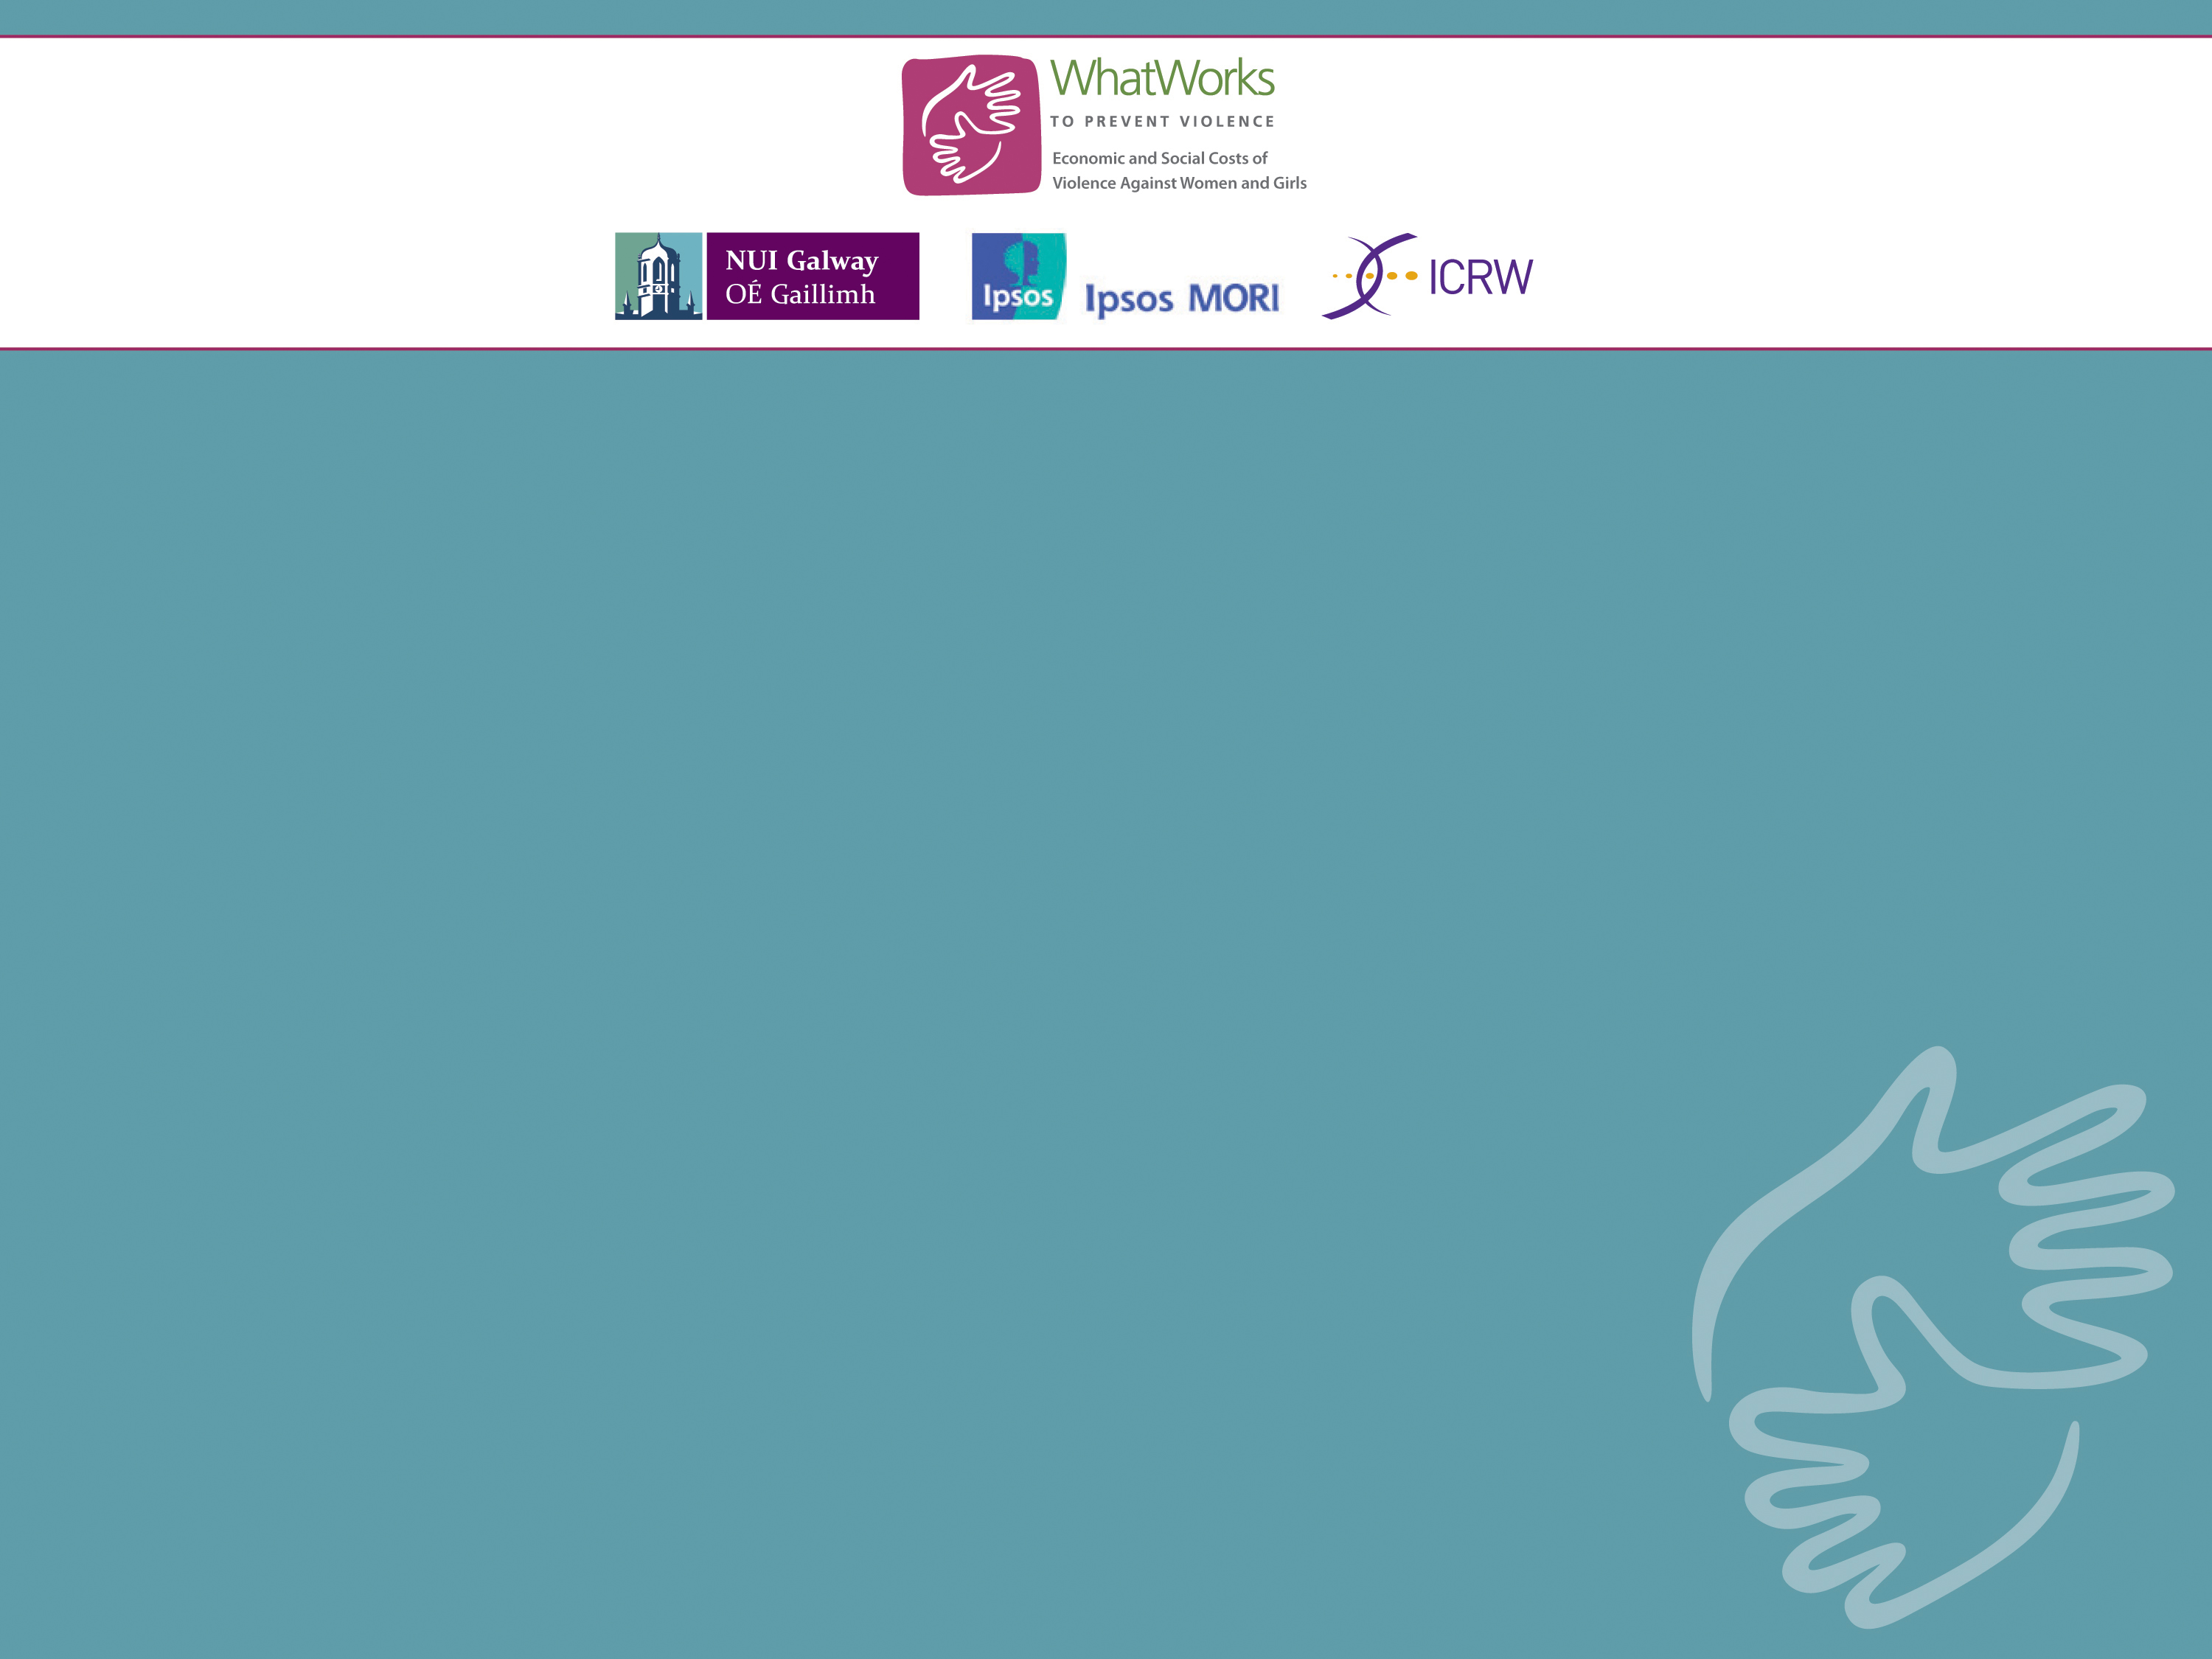 WhatWorks
TO PREVENT VIOLENCE
Economic and Social Costs of
Violence Against Women and Girls
NUI Galway
OÉ Gaillimh
Ipsos
Ipsos MORI
ICRW